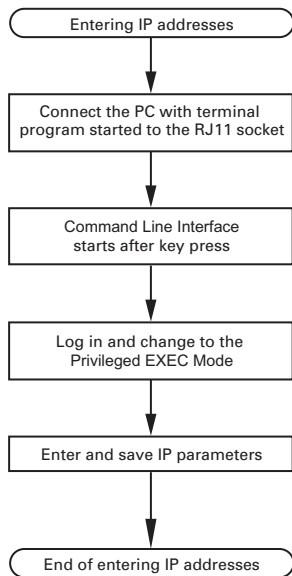 Entering IP addresses
Connect the PC with terminal
program started to the RJ11 socket
Command Line Interface
starts after key press
Log in and change to the
Privileged EXEC Mode
Enter and save IP parameters
End of entering IP addresses